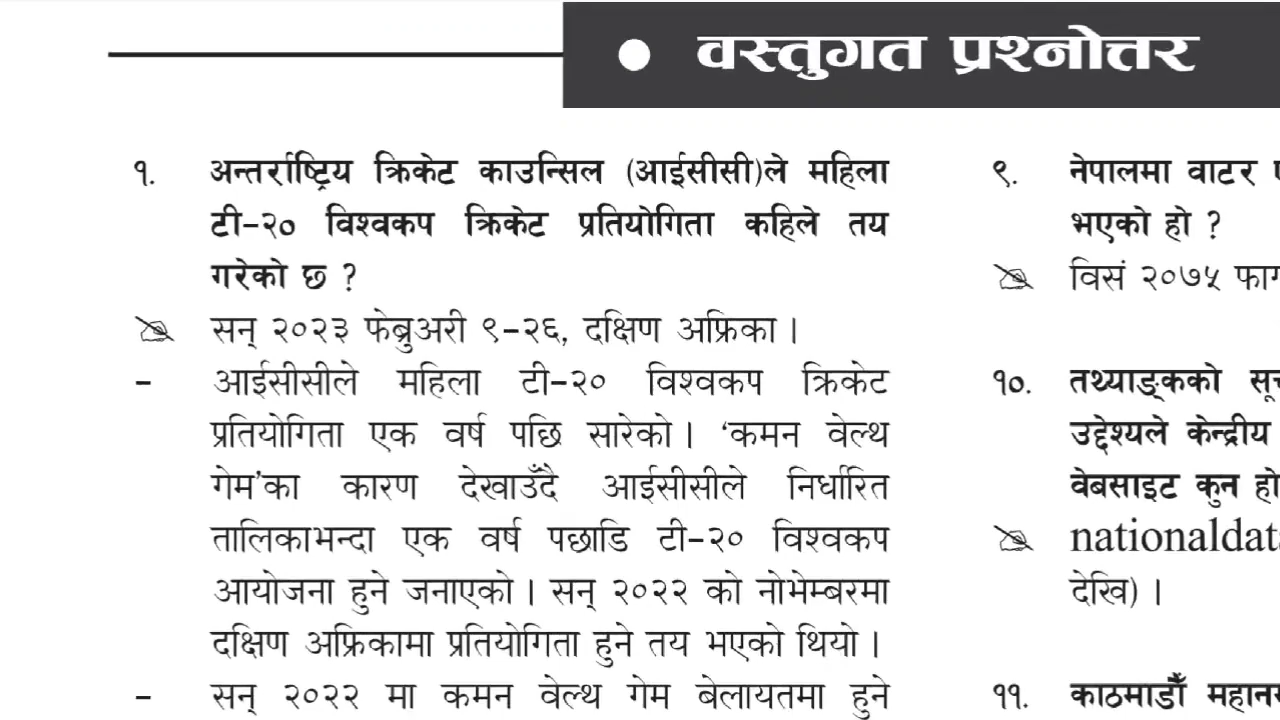 ● वस्तुगत प्रश्नोत्तर
१. अन्तर्राष्ट्रिय क्रिकेट काउन्सिल (आईसीसी)ले महिला
टी–२० विश्वकप क्रिकेट प्रतियोगिता कहिले तय
गरेको छ ?
सन् २०२३ फेब्रुअरी ९–२६, दक्षिण अफ्रिका ।
– आईसीसीले महिला टी–२० विश्वकप क्रिकेट
प्रतियोगिता एक वर्ष पछि सारेको । ‘कमन वेल्थ
गेम’का कारण देखाउँदै आईसीसीले निर्धारित
तालिकाभन्दा एक वर्ष पछाडि टी–२० विश्वकप
आयोजना हुने जनाएको । सन् २०२२ को नोभेम्बरमा
दक्षिण अफ्रिकामा प्रतियोगिता हुने तय भएको थियो ।
– सन् २०२२ मा कमन वेल्थ गेम बेलायतमा हुने
९. नेपालमा वाटर
भएको हो ?
विसं २०७५
१०. तथ्याङ्कको
उद्देश्यले केन्द्रीय
वेबसाइट कुन हो
देखि) ।
११. काठमाडौँ